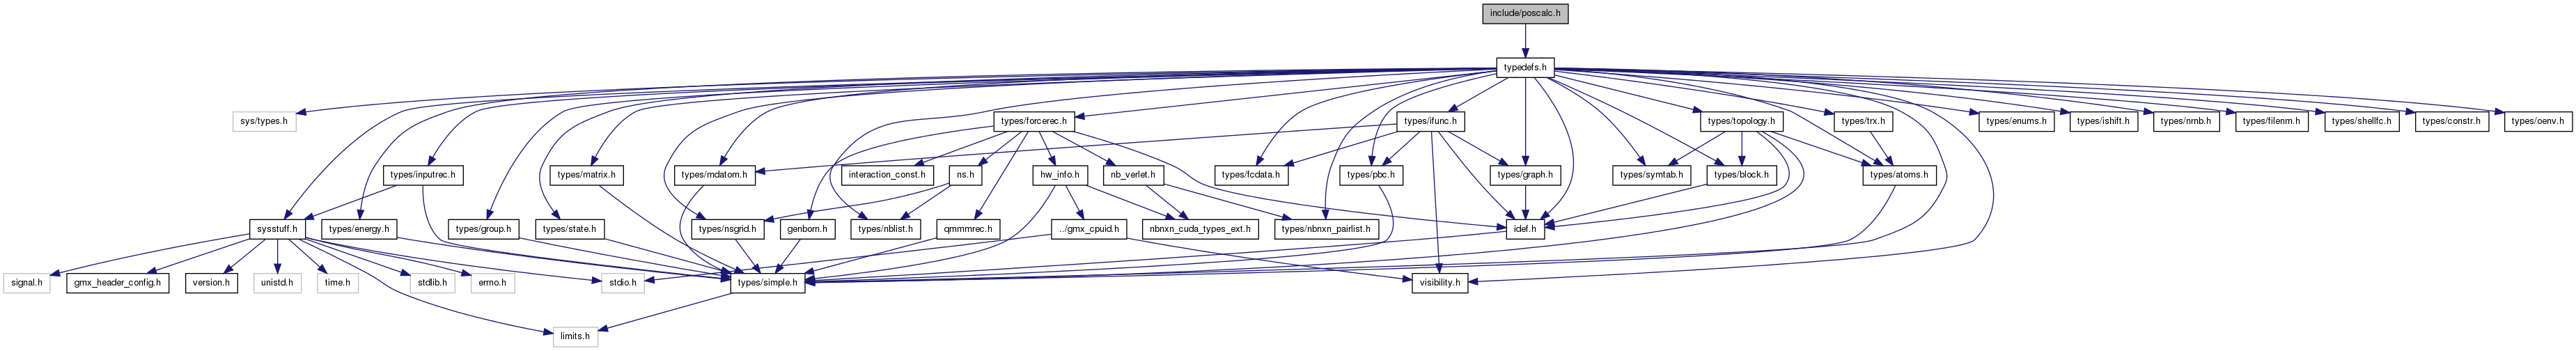 include/poscalc.h
typedefs.h
sys/types.h
types/forcerec.h
types/ifunc.h
types/topology.h
types/trx.h
types/enums.h
types/ishift.h
types/nrnb.h
types/filenm.h
types/shellfc.h
types/constr.h
types/oenv.h
types/inputrec.h
types/matrix.h
types/mdatom.h
interaction_const.h
ns.h
hw_info.h
nb_verlet.h
types/fcdata.h
types/pbc.h
types/graph.h
types/symtab.h
types/block.h
types/atoms.h
sysstuff.h
types/energy.h
types/group.h
types/state.h
types/nsgrid.h
genborn.h
types/nblist.h
qmmmrec.h
../gmx_cpuid.h
nbnxn_cuda_types_ext.h
types/nbnxn_pairlist.h
idef.h
signal.h
gmx_header_config.h
version.h
unistd.h
time.h
stdlib.h
errno.h
stdio.h
types/simple.h
visibility.h
limits.h